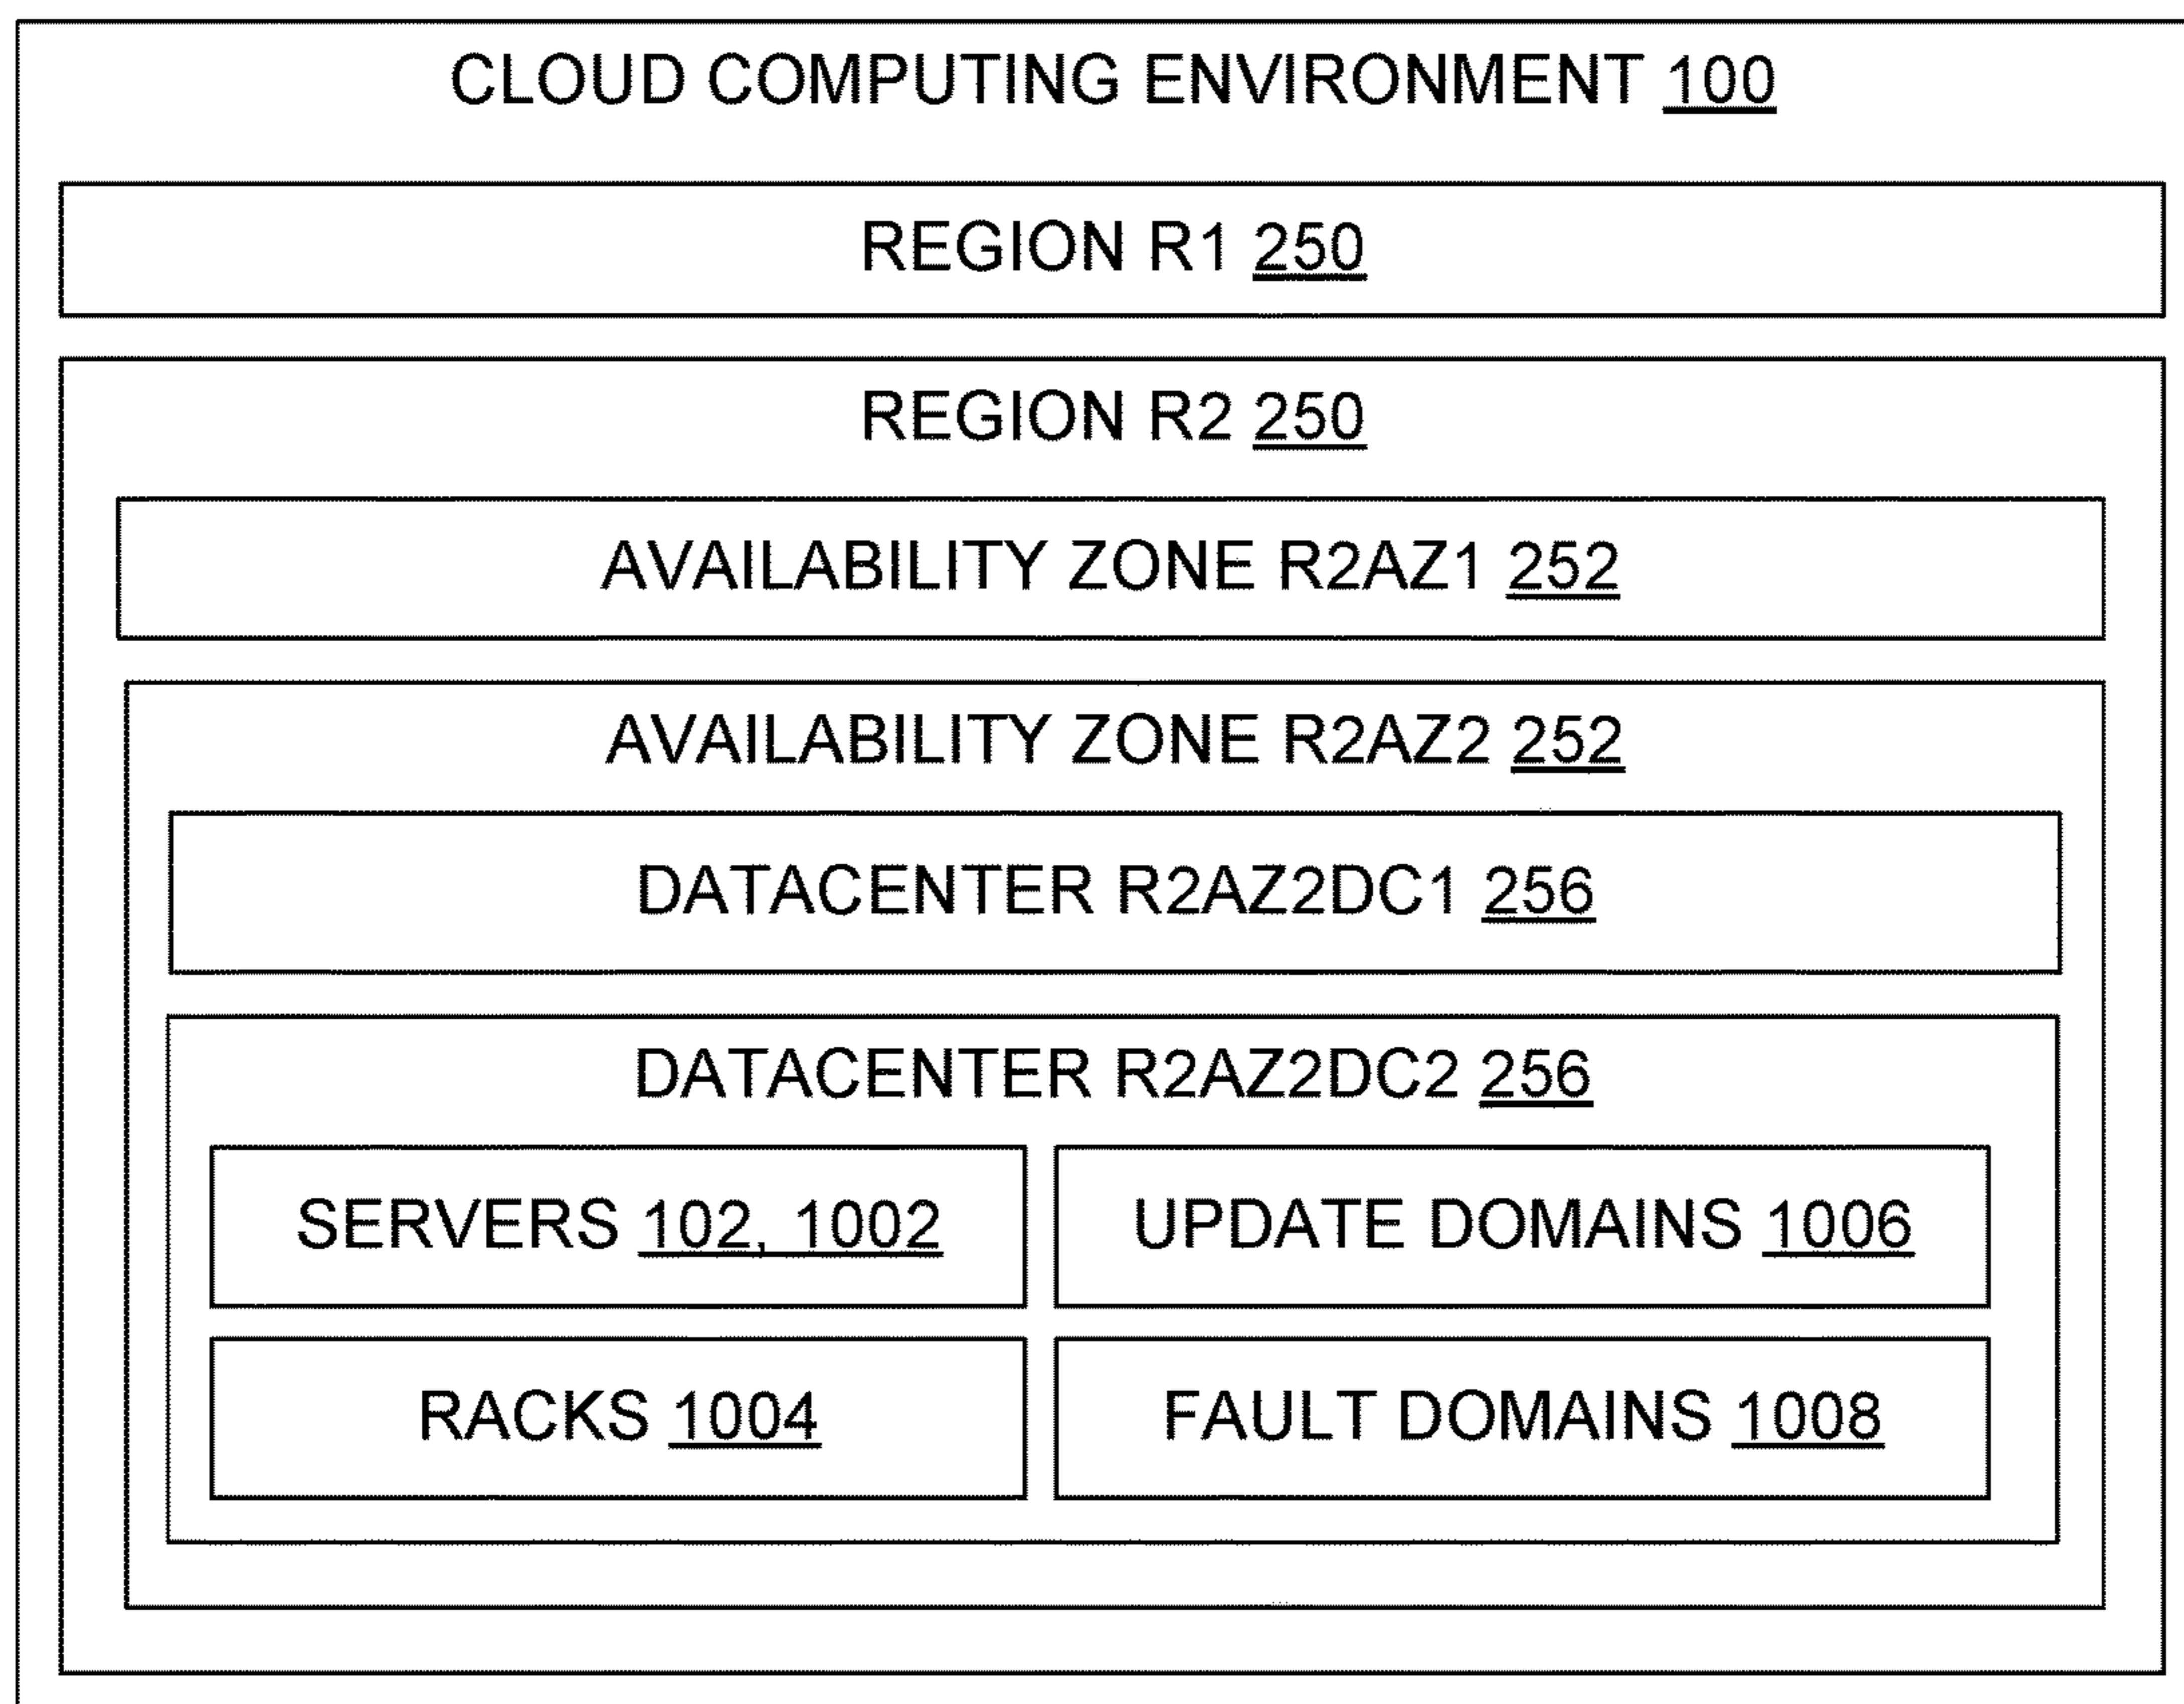 CLOUD COMPUTING ENVIRONMENT 100
REGION R1 250
REGION R2 250
AVAILABILITY ZONE R2AZ1 252
AVAILABILITY ZONE R2AZ2 252
DATACENTER R2AZ2DC1 256
DATACENTER R2AZ2DC2 256
SERVERS 102, 1002
UPDATE DOMAINS 1006
RACKS 1004
FAULT DOMAINS 1008